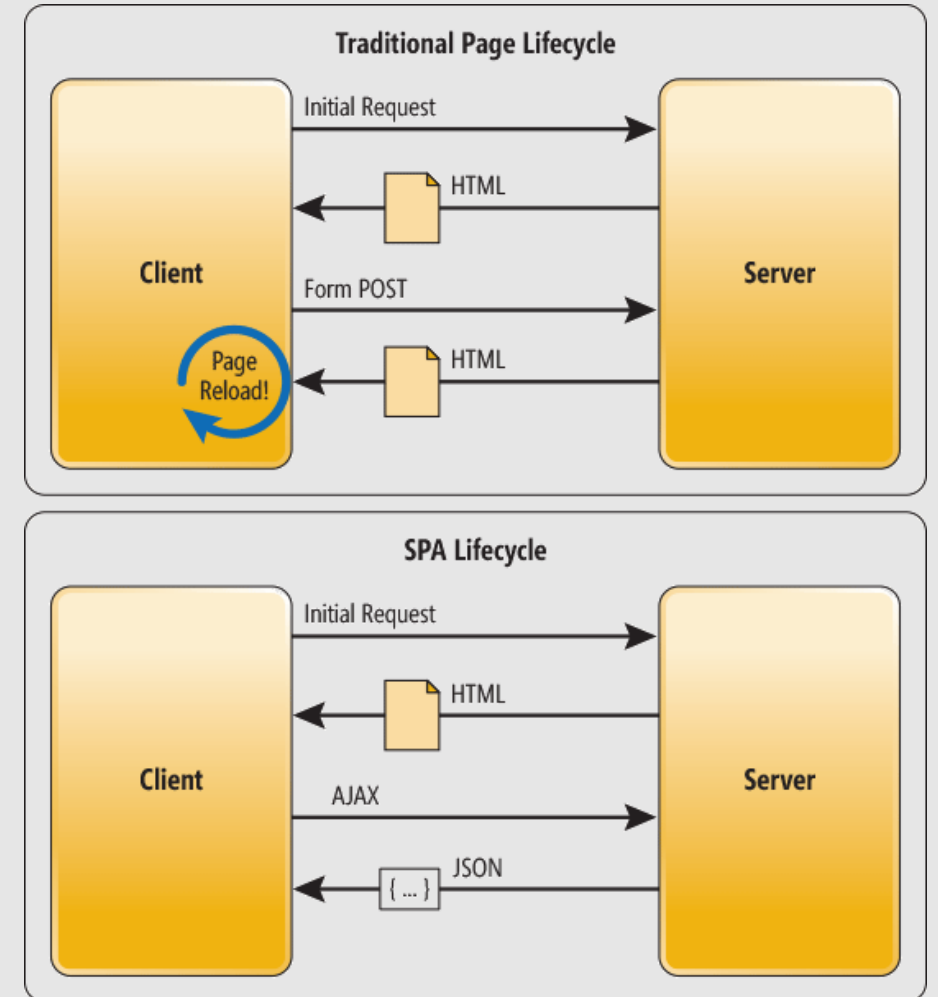 Traditional Page Lifecycle
Initial Request
HTML
Client
Server
Form POST
HTML
Page
Reload!
SPA Lifecycle
Initial Request
HTML
Client
Server
AJAX
JSON
{ ... }